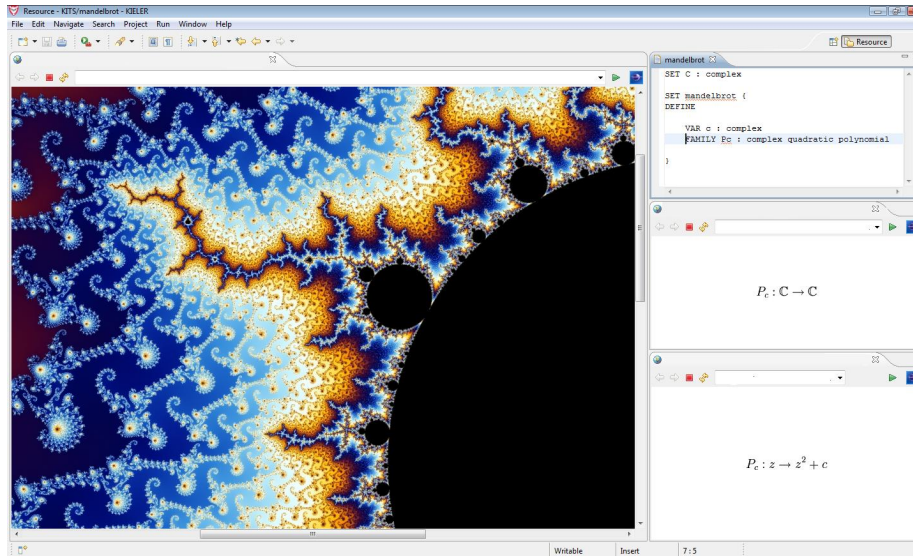 Resource - KITS/mandelbrot - KIELER
File Edit Navigate Search Project Run Window Help
Resource
mandelbrot
SET C : complex
SET mandelbrot {
DEFINE
VAR c : complex
FAMILY Pc : complex quadratic polynomial
}
P_c : ℂ → ℂ
P_c : z → z² + c
Writable Insert 7 : 5